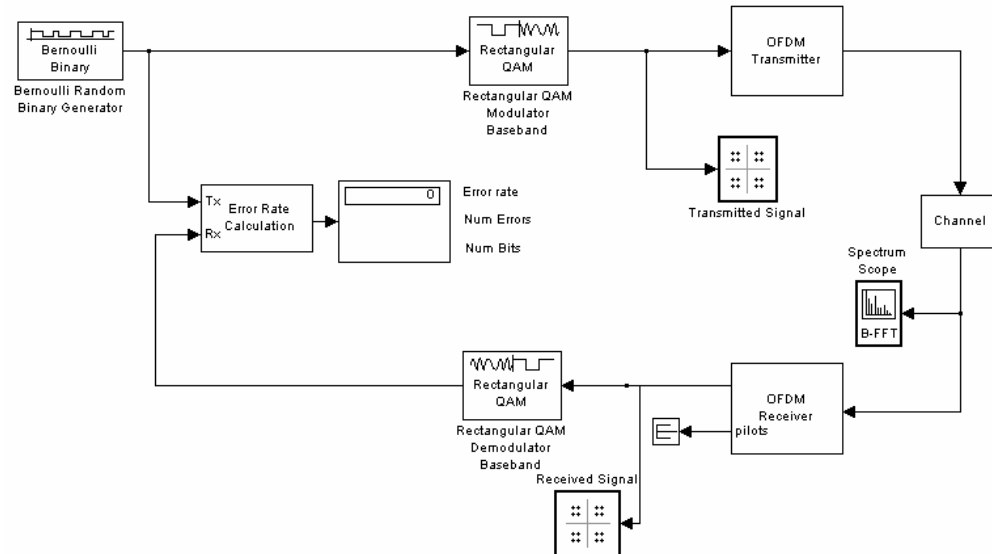 Bernoulli
Binary
Bernoulli Random
Binary Generator
Rectangular
QAM
Rectangular QAM
Modulator
Baseband
OFDM
Transmitter
Transmitted Signal
Channel
Tx
Rx
Error Rate
Calculation
0
Error rate
Num Errors
Num Bits
Spectrum
Scope
B-FFT
OFDM
Receiver
pilots
Rectangular
QAM
Rectangular QAM
Demodulator
Baseband
Received Signal